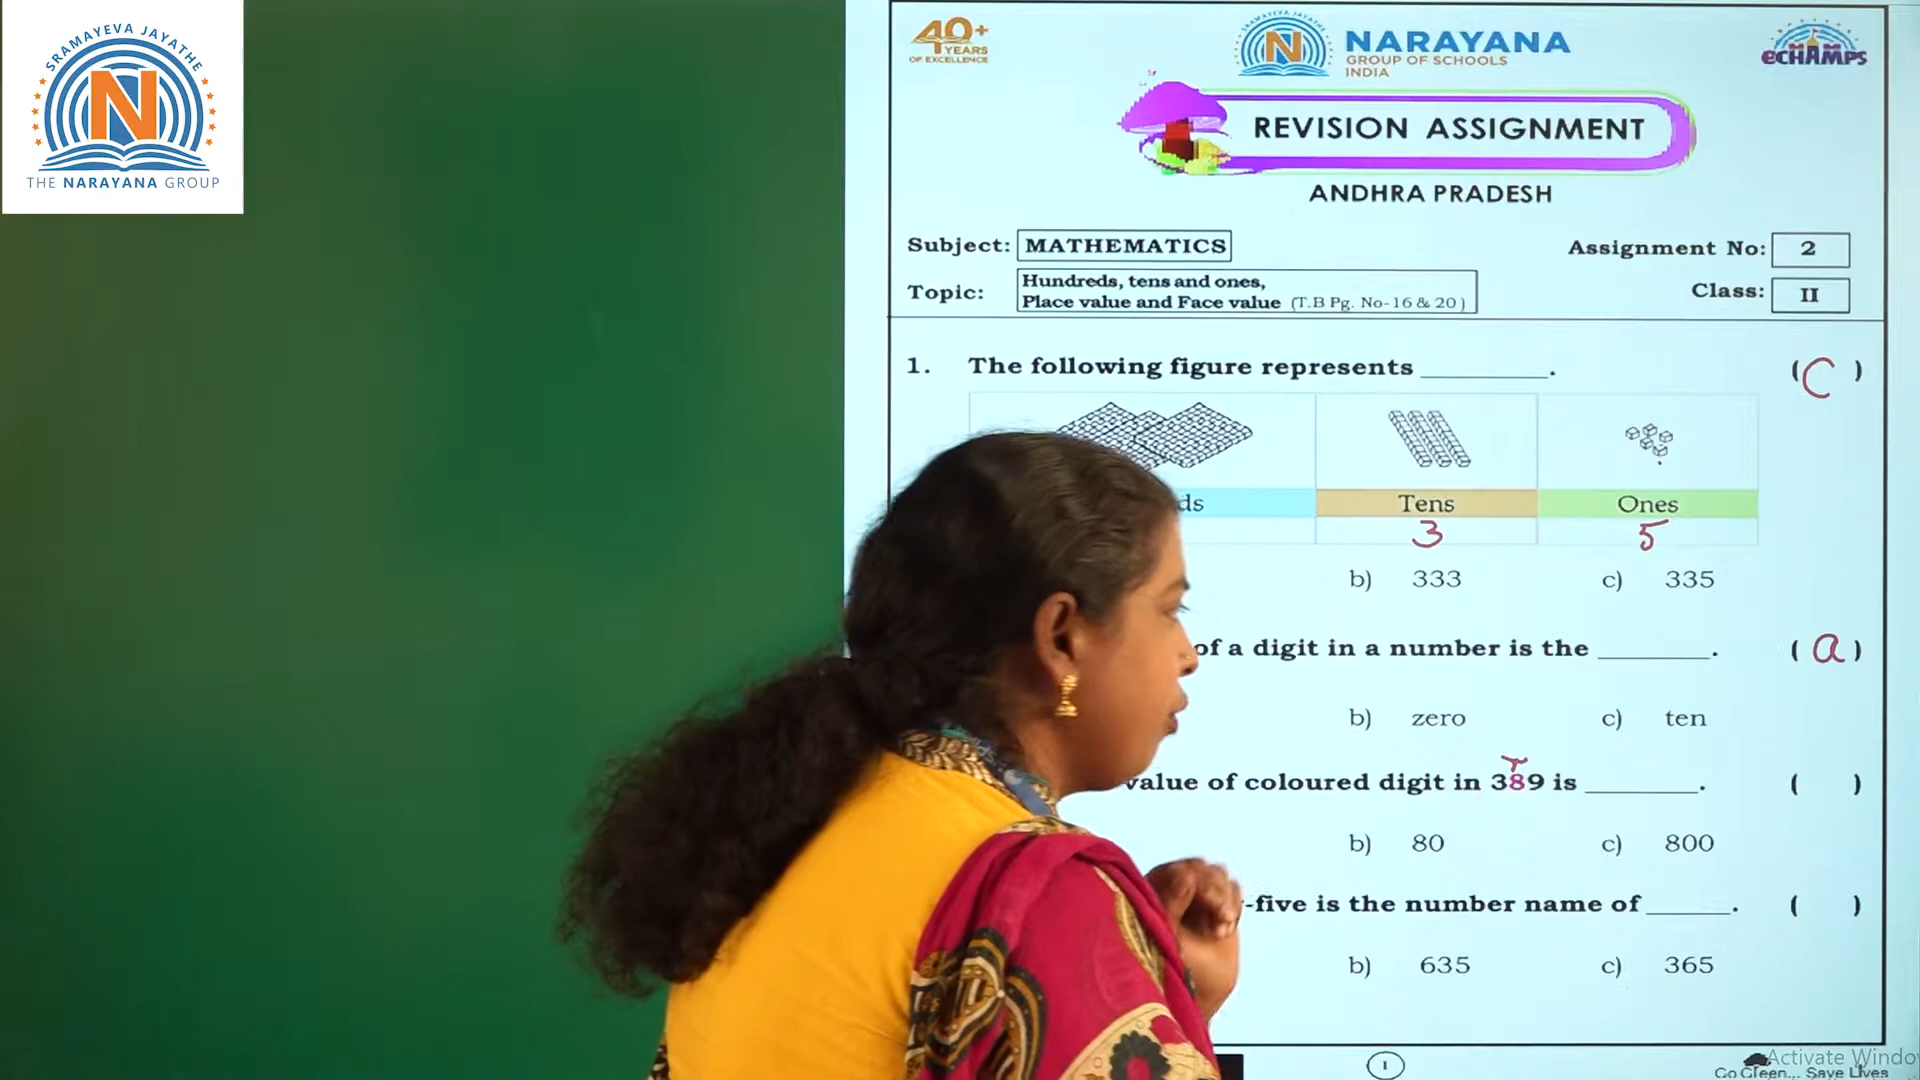 SRAMAYEVA JAYATHE
N
THE NARAYANA GROUP
40+
YEARS
OF EXCELLENCE
SRAMAYEVA JAYATHE
N
NARAYANA
GROUP OF SCHOOLS
INDIA
eCHAMPS
REVISION ASSIGNMENT
ANDHRA PRADESH
Subject: MATHEMATICS
Assignment No: 2
Topic: Hundreds, tens and ones,
Place value and Face value (T.B Pg. No-16 & 20)
Class: II
1. The following figure represents ________. (C)
ds Tens Ones
3 5
b) 333 c) 335
of a digit in a number is the ________. (a)
b) zero c) ten
T
value of coloured digit in 389 is ________. ( )
b) 80 c) 800
-five is the number name of ______. ( )
b) 635 c) 365
1
Activate Windo
Go Green... Save Lives